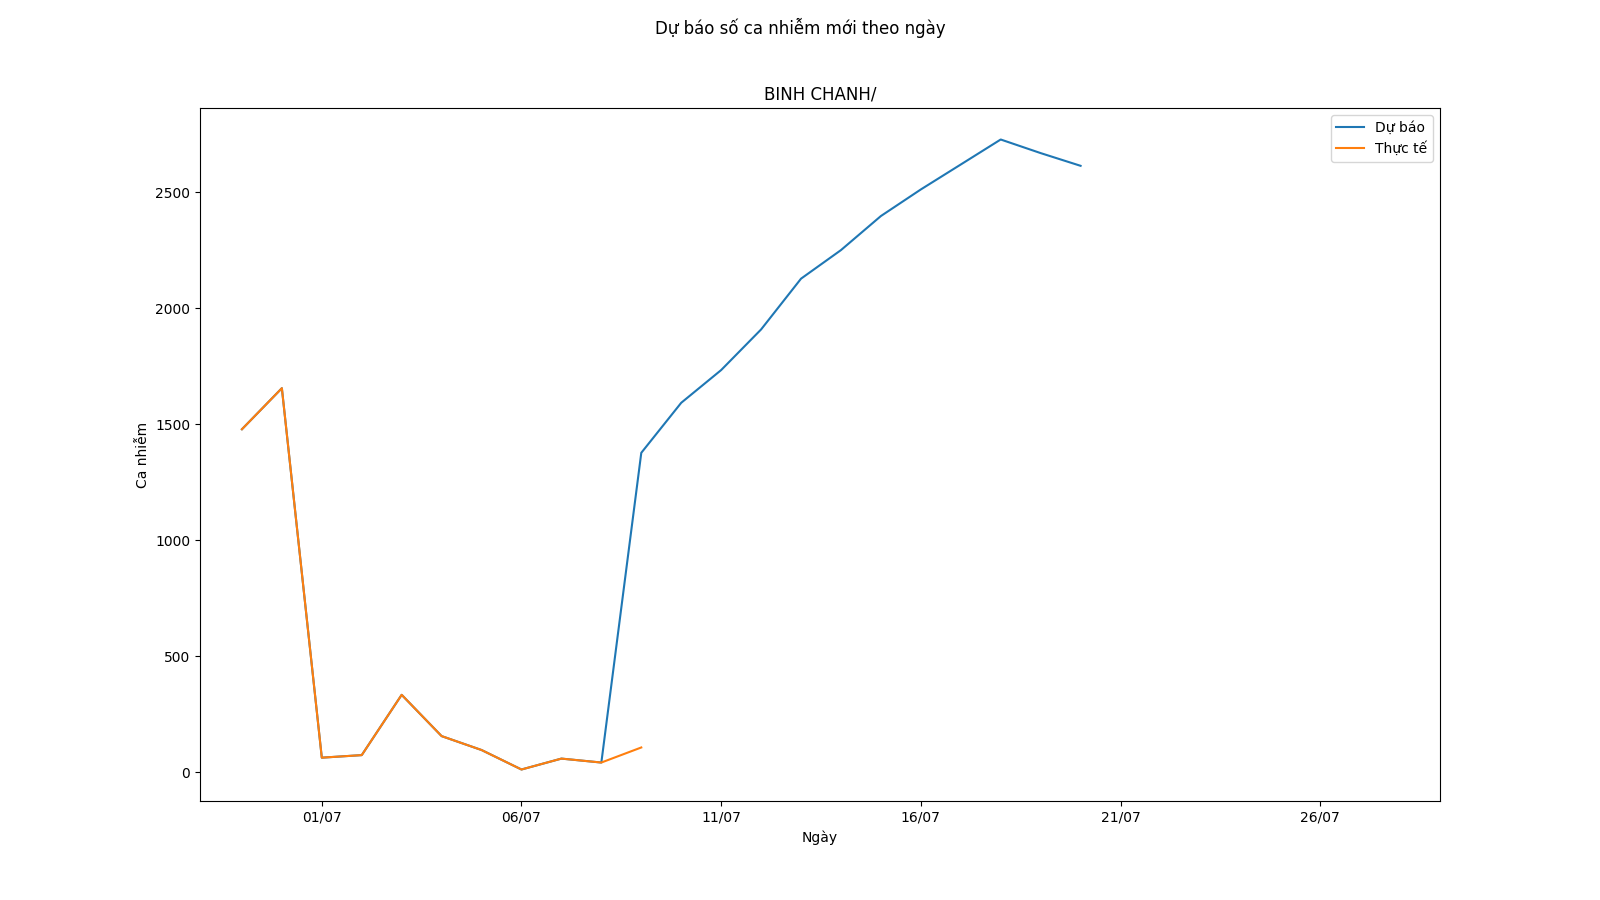 Dự báo số ca nhiễm mới theo ngày
BINH CHANH/
Dự báo
Thực tế
Ca nhiễm
2500
2000
1500
1000
500
0
01/07
06/07
11/07
16/07
21/07
26/07
Ngày